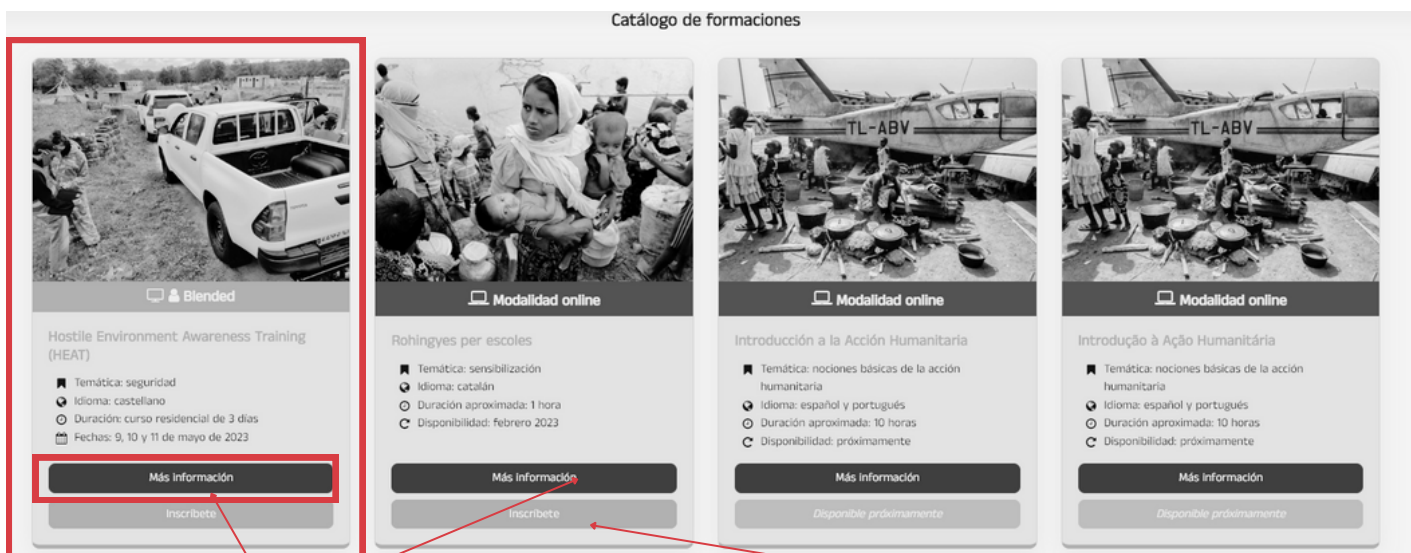 Catálogo de formaciones
TL-ABV
TL-ABV
Blended
Modalidad online
Modalidad online
Modalidad online
Hostile Environment Awareness Training
(HEAT)
Temática: seguridad
Idioma: castellano
Duración: curso residencial de 3 días
Fechas: 9, 10 y 11 de mayo de 2023
Más información
Inscríbete
Rohingyes per escoles
Temática: sensibilización
Idioma: catalán
Duración aproximada: 1 hora
Disponibilidad: febrero 2023
Más información
Inscríbete
Introducción a la Acción Humanitaria
Temática: nociones básicas de la acción
humanitaria
Idioma: español y portugués
Duración aproximada: 10 horas
Disponibilidad: próximamente
Más información
Disponible próximamente
Introdução à Ação Humanitária
Temática: nociones básicas de la acción
humanitaria
Idioma: español y portugués
Duración aproximada: 10 horas
Disponibilidad: próximamente
Más información
Disponible próximamente